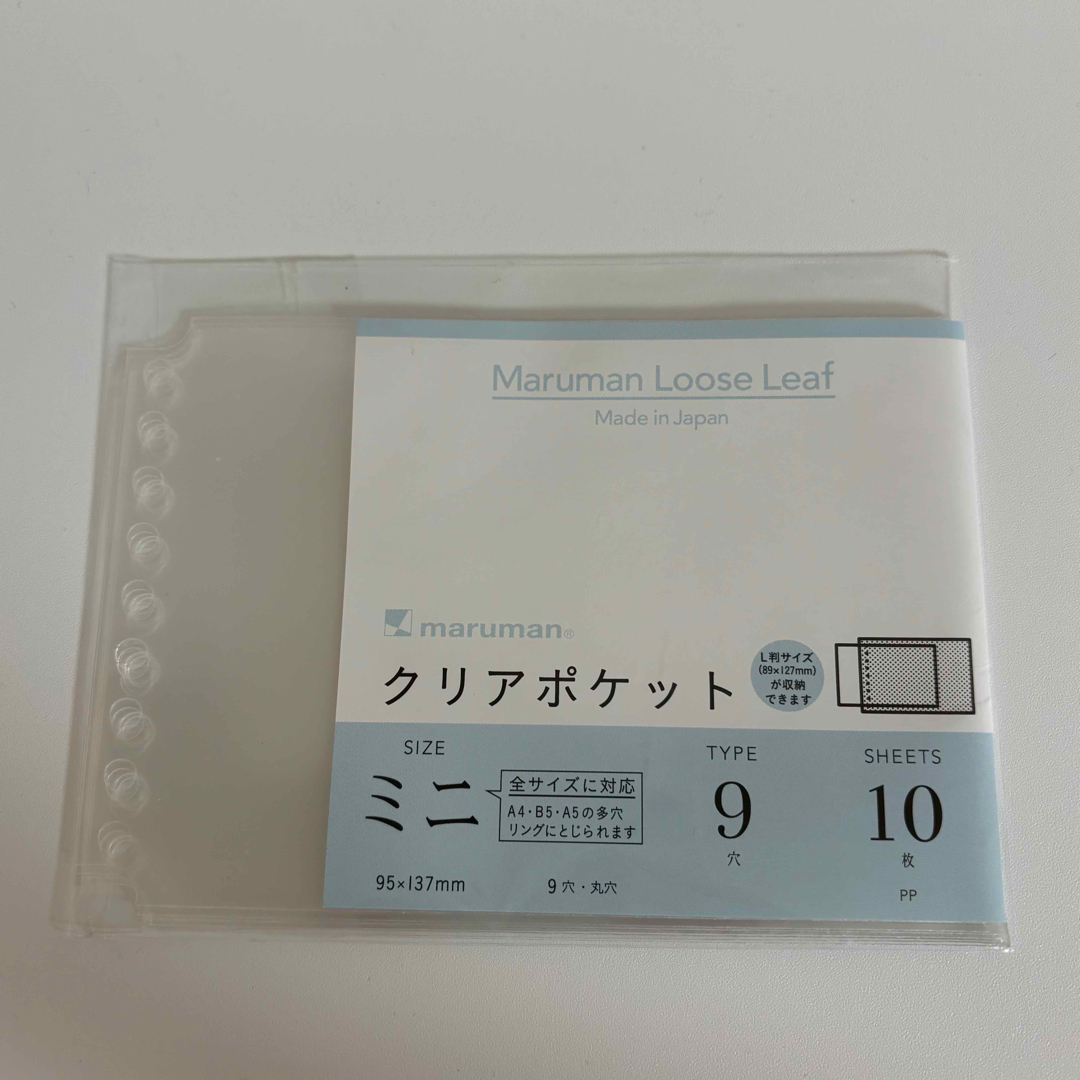 Maruman Loose Leaf
Made in Japan
maruman®
クリアポケット
L判サイズ
(89×127mm)
が収納
できます
SIZE
ミニ
全サイズに対応
A4・B5・A5の多穴
リングにとじられます
95×137mm
9穴・丸穴
TYPE
9
穴
SHEETS
10
枚
PP